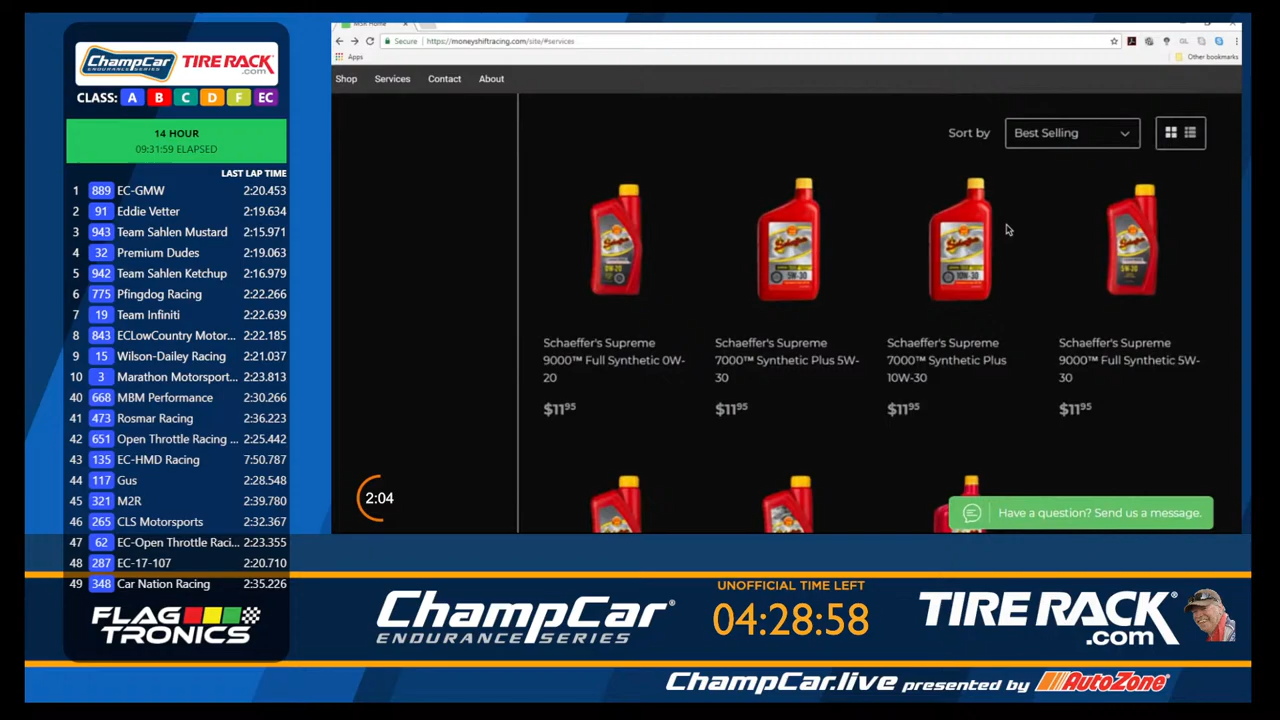 ChampCar
ENDURANCE SERIES
TIRE RACK
.com
CLASS: A B C D F EC
14 HOUR
09:31:59 ELAPSED
LAST LAP TIME
1 889 EC-GMW 2:20.453
2 91 Eddie Vetter 2:19.634
3 943 Team Sahlen Mustard 2:15.971
4 32 Premium Dudes 2:19.063
5 942 Team Sahlen Ketchup 2:16.979
6 775 Pfingdog Racing 2:22.266
7 19 Team Infiniti 2:22.639
8 843 ECLowCountry Motor... 2:22.185
9 15 Wilson-Dailey Racing 2:21.037
10 3 Marathon Motorsport... 2:23.813
40 668 MBM Performance 2:30.266
41 473 Rosmar Racing 2:36.223
42 651 Open Throttle Racing ... 2:25.442
43 135 EC-HMD Racing 7:50.787
44 117 Gus 2:28.548
45 321 M2R 2:39.780
46 265 CLS Motorsports 2:32.367
47 62 EC-Open Throttle Raci... 2:23.355
48 287 EC-17-107 2:20.710
49 348 Car Nation Racing 2:35.226
FLAG
TRONICS
MSR Home
Secure https://moneyshiftracing.com/site/#services
Apps
Other bookmarks
Shop Services Contact About
Sort by Best Selling
Schaeffer's Supreme
9000™ Full Synthetic 0W-
20
$11 95
Schaeffer's Supreme
7000™ Synthetic Plus 5W-
30
$11 95
Schaeffer's Supreme
7000™ Synthetic Plus
10W-30
$11 95
Schaeffer's Supreme
9000™ Full Synthetic 5W-
30
$11 95
2:04
Have a question? Send us a message.
ChampCar®
ENDURANCE SERIES
UNOFFICIAL TIME LEFT
04:28:58
TIRE RACK®
.com
ChampCar.live presented by AutoZone